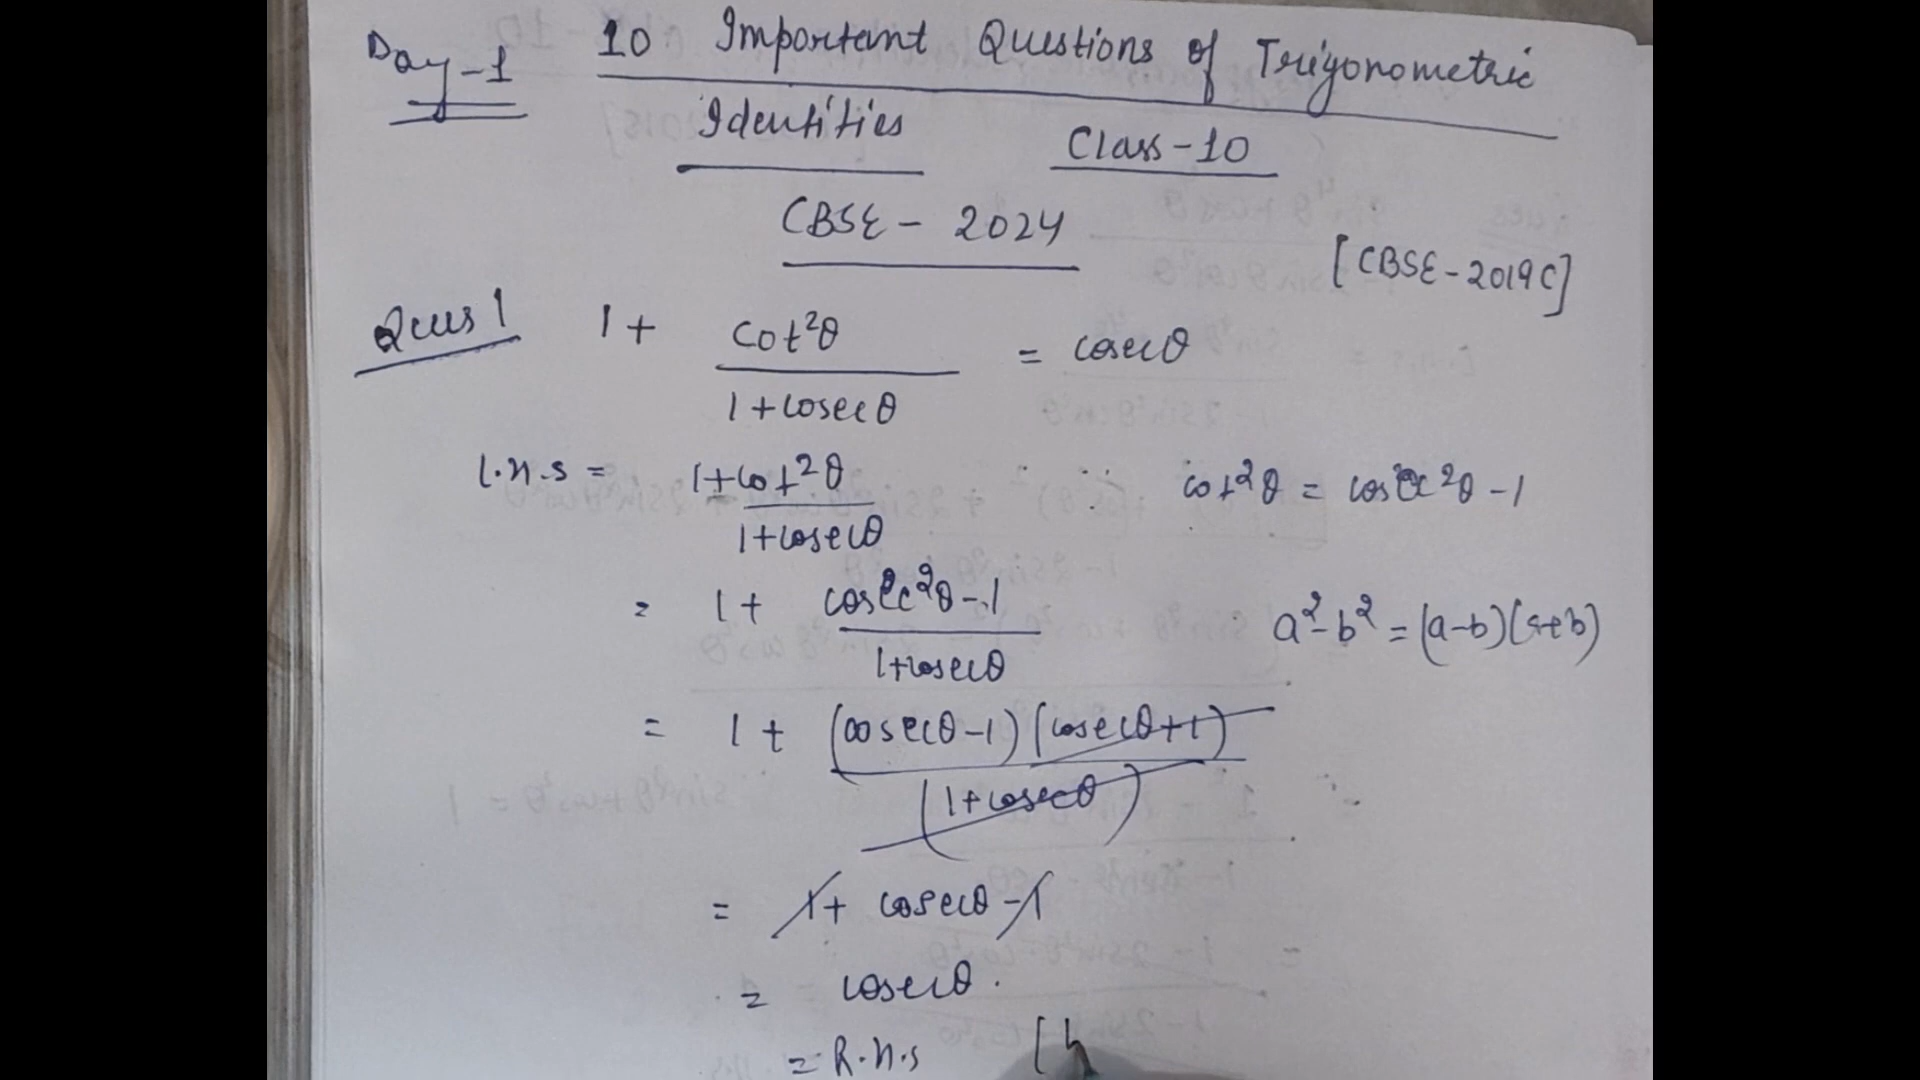 Day-1 10 Important Questions of Trigonometric
Identities Class-10
CBSE - 2024
[CBSE-2019C]
Ques 1 1 + cot²θ / 1+cosecθ = cosecθ
L.H.S = 1+cot²θ / 1+cosecθ cot²θ = cosec²θ - 1
= 1 + cosec²θ-1 / 1+cosecθ a²-b² = (a-b)(a+b)
= 1 + (cosecθ-1)(cosecθ+1) / (1+cosecθ)
= 1+ cosecθ - 1
= cosecθ.
= R.H.S [h